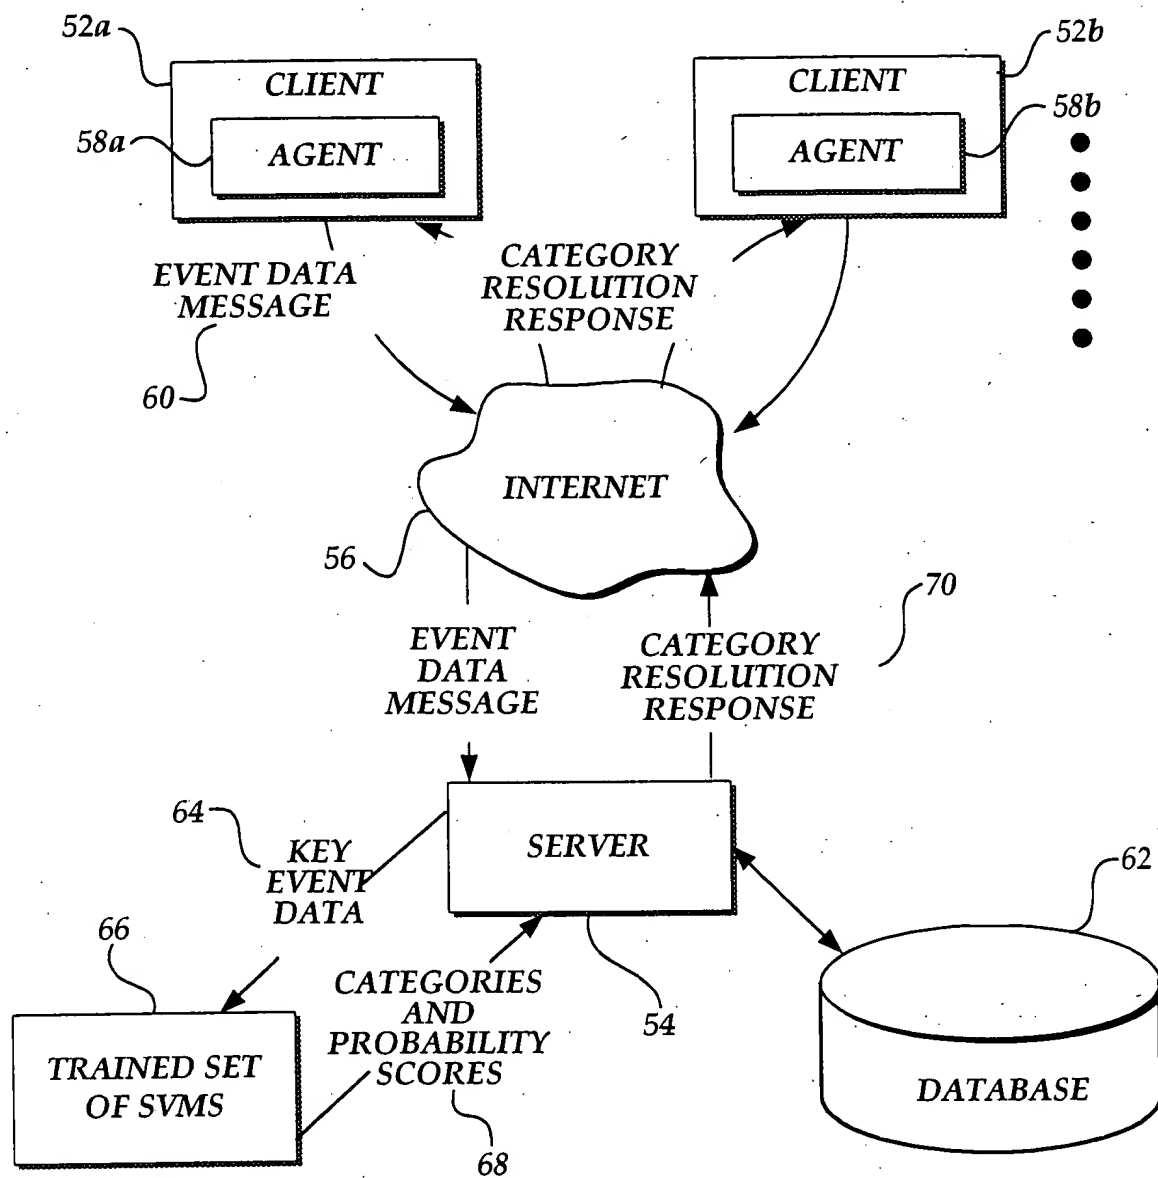 52a
52b
CLIENT
CLIENT
58a
58b
AGENT
AGENT
EVENT DATA
MESSAGE
CATEGORY
RESOLUTION
RESPONSE
60
INTERNET
56
70
EVENT
DATA
MESSAGE
CATEGORY
RESOLUTION
RESPONSE
64
KEY
EVENT
DATA
SERVER
62
66
CATEGORIES
AND
PROBABILITY
SCORES
54
TRAINED SET
OF SVMS
DATABASE
68